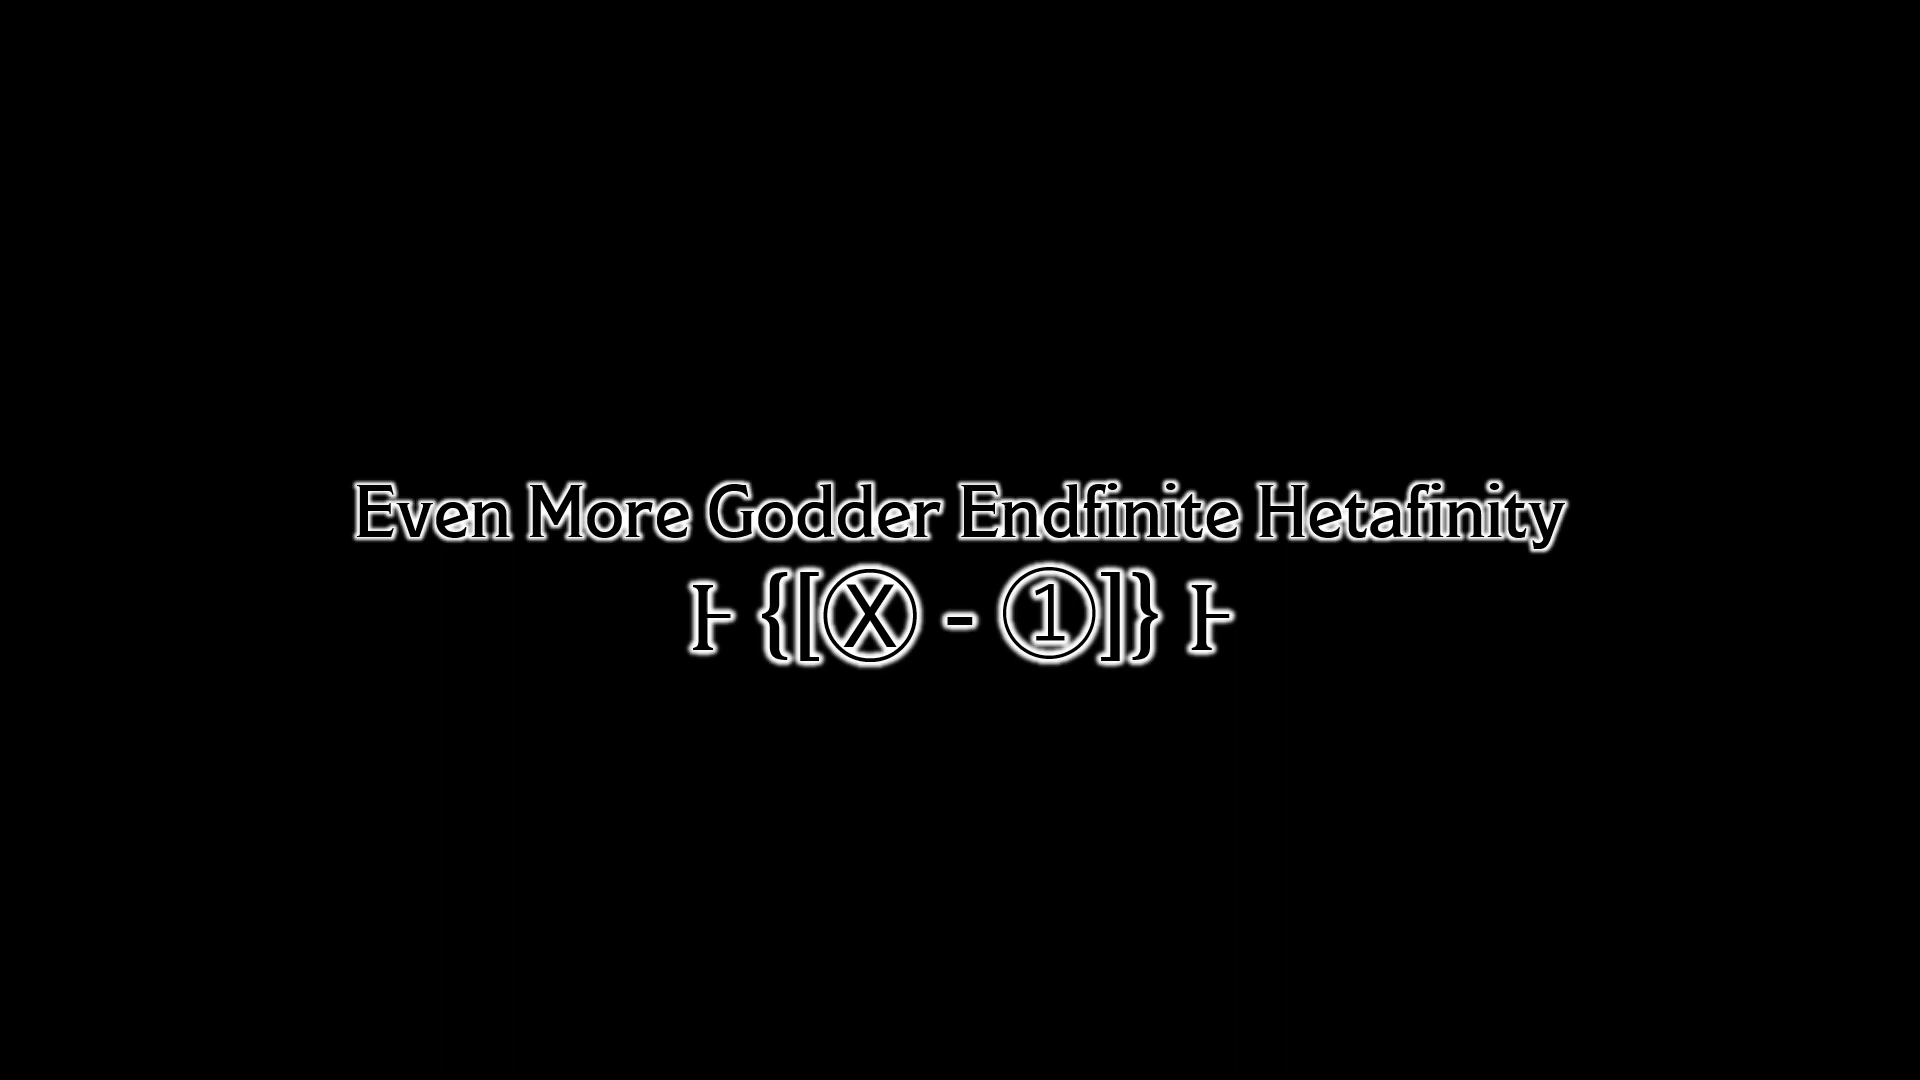 Even More Godder Endfinite Hetafinity
Ⱶ {[Ⓧ - ①]} Ⱶ